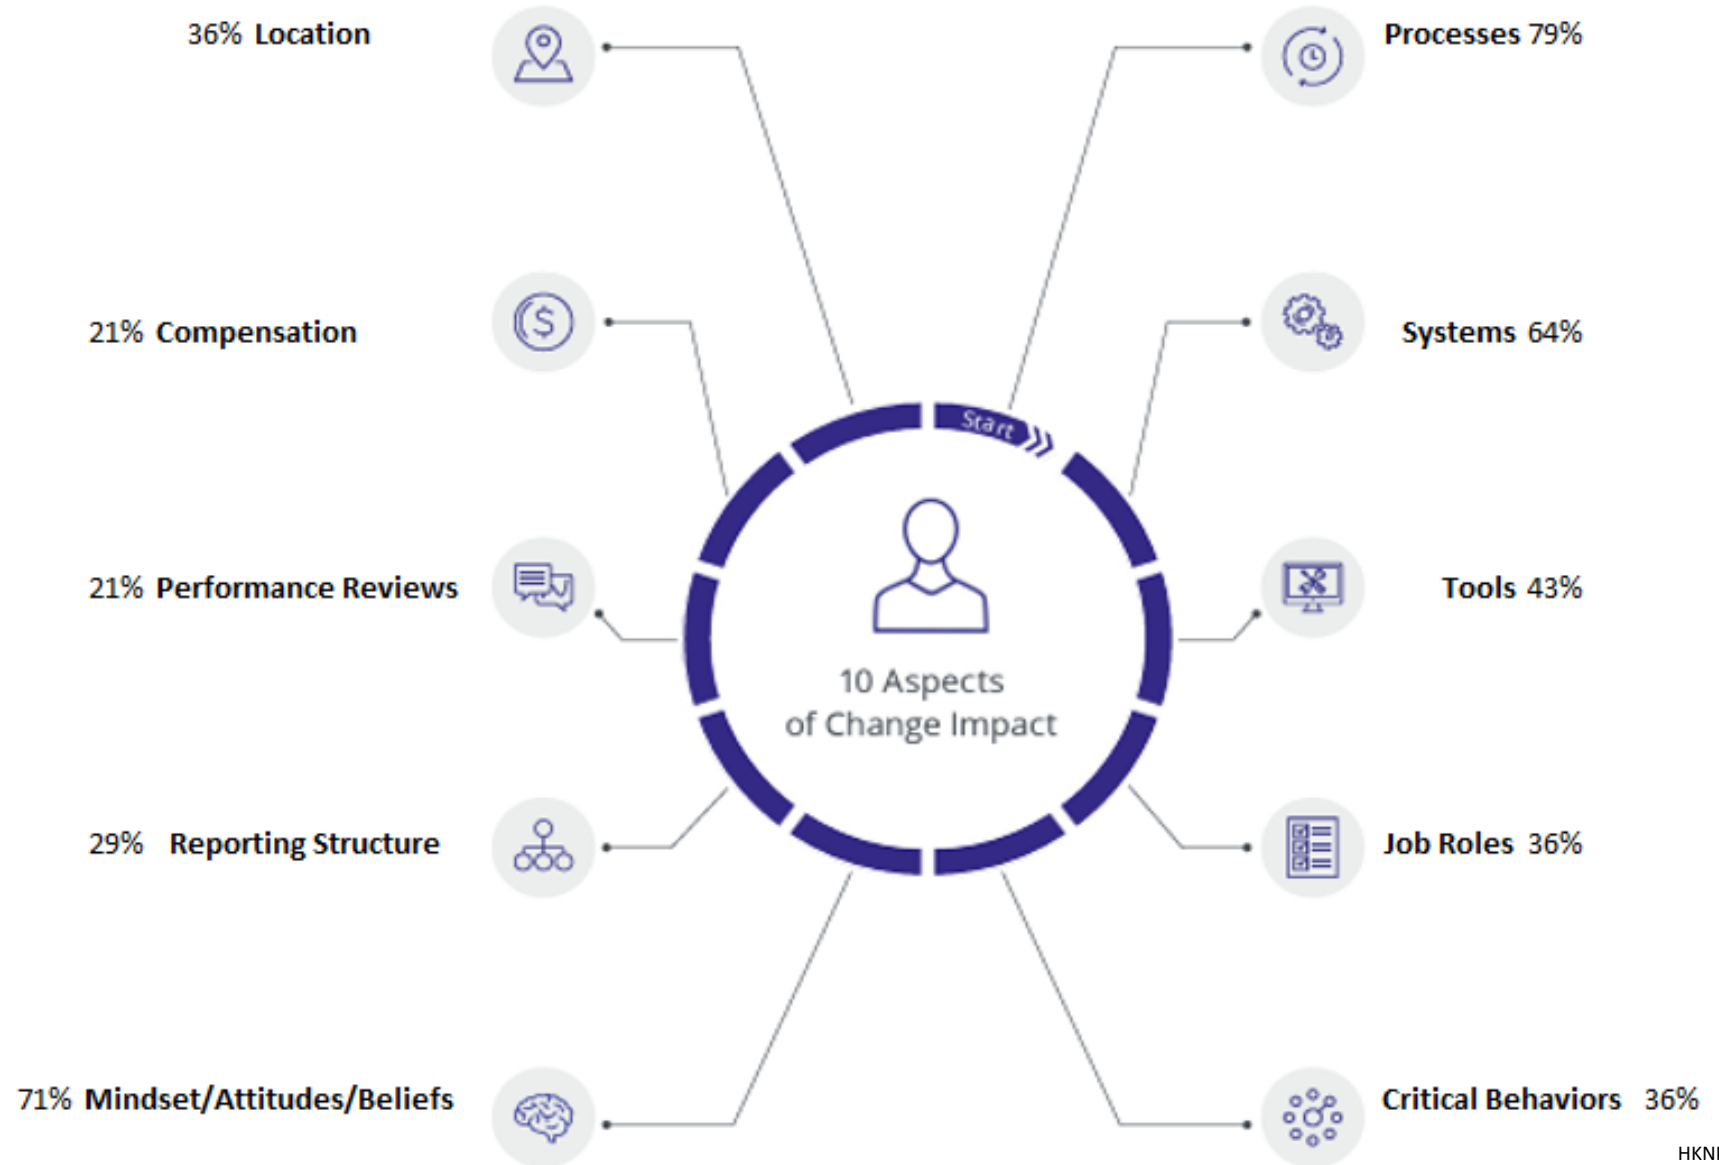 36% Location
Processes 79%
21% Compensation
Systems 64%
Start
21% Performance Reviews
Tools 43%
10 Aspects
of Change Impact
29% Reporting Structure
Job Roles 36%
71% Mindset/Attitudes/Beliefs
Critical Behaviors 36%